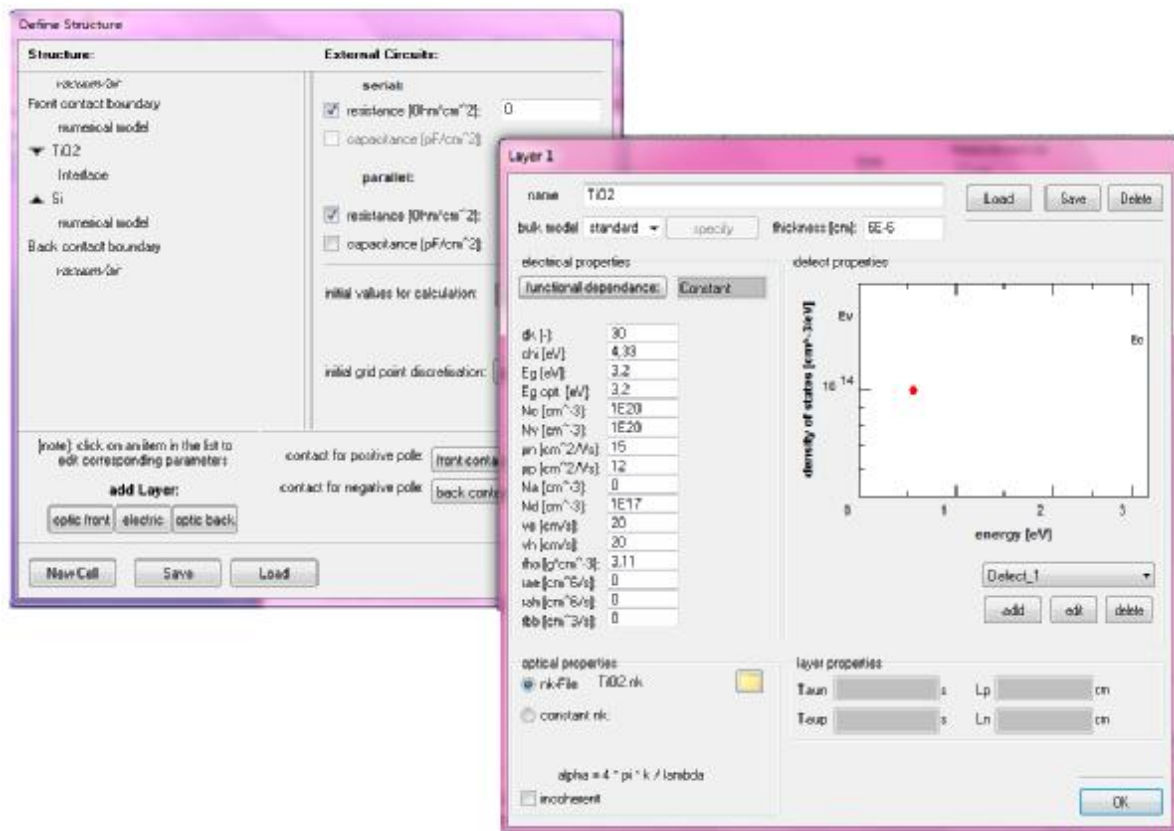 Define Structure
Structure:
vacuum/air
Front contact boundary
numerical model
TiO2
Interface
Si
numerical model
Back contact boundary
vacuum/air
[note]: click on an item in the list to
edit corresponding parameters
add Layer:
optic front electric optic back
New Cell Save Load
External Circuits:
serial:
resistance [Ohm*cm^2]: 0
capacitance [pF/cm^2]:
parallel:
resistance [Ohm*cm^2]:
capacitance [pF/cm^2]:
initial values for calculation:
initial grid point discretisation:
contact for positive pole:
contact for negative pole:
Layer 1
name TiO2 Load Save Delete
bulk model standard specify thickness [cm]: 6E-6
electrical properties
functional dependance: Constant
dk [-]: 30
chi [eV]: 4,33
Eg [eV]: 3,2
Eg opt. [eV]: 3,2
Nc [cm^-3]: 1E20
Nv [cm^-3]: 1E20
µn [cm^2/Vs]: 15
µp [cm^2/Vs]: 12
Na [cm^-3]: 0
Nd [cm^-3]: 1E17
ve [cm/s]: 20
vh [cm/s]: 20
rho [g*cm^-3]: 3,11
rae [cm^6/s]: 0
rah [cm^6/s]: 0
rbb [cm^3/s]: 0
defect properties
density of states [cm^-3/eV]
Ev
Ec
10 14
0 1 2 3
energy [eV]
Defect_1
add edit delete
optical properties
nk-File TiO2.nk
constant nk:
alpha = 4 * pi * k / lambda
incoherent
layer properties
Taun s Lp cm
Taup s Ln cm
OK